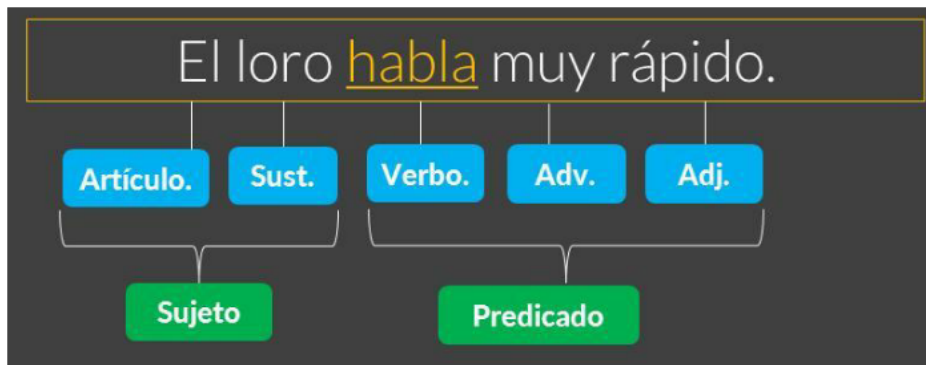 El loro habla muy rápido.
Artículo. Sust. Verbo. Adv. Adj.
Sujeto Predicado